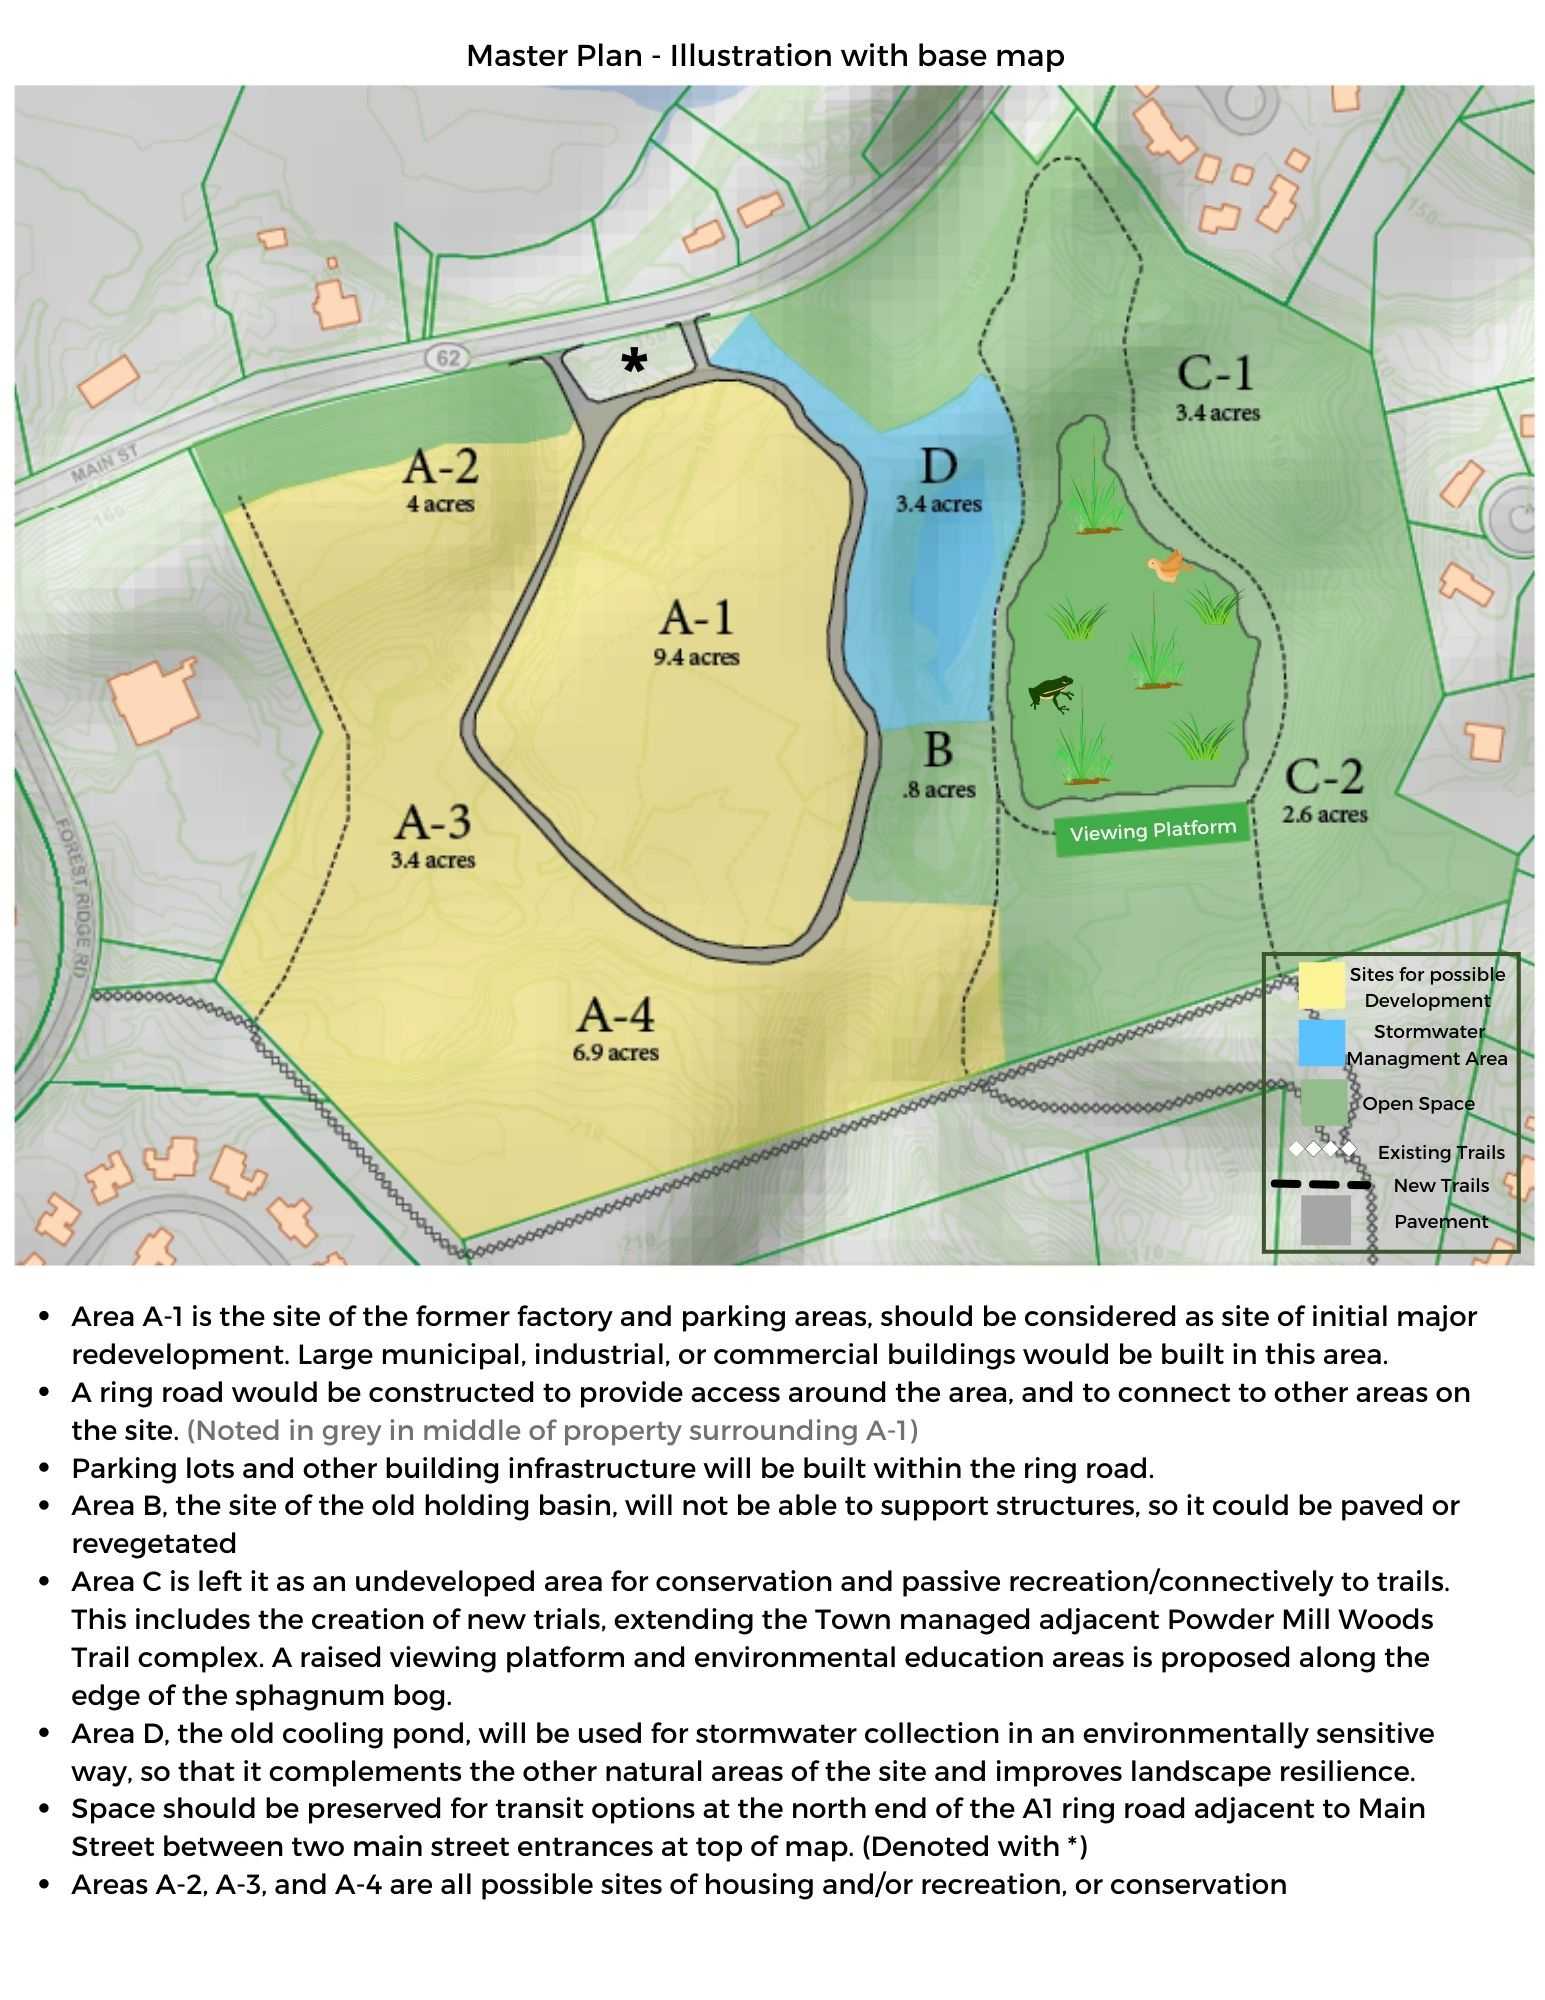 Master Plan - Illustration with base map
62
MAIN ST
*
C-1
3.4 acres
A-2
4 acres
D
3.4 acres
A-1
9.4 acres
B
.8 acres
C-2
2.6 acres
A-3
3.4 acres
Viewing Platform
FOREST RIDGE RD
A-4
6.9 acres
150
180
170
160
210
210
170
170
Sites for possible
Development
Stormwater
Managment Area
Open Space
Existing Trails
New Trails
Pavement
• Area A-1 is the site of the former factory and parking areas, should be considered as site of initial major
redevelopment. Large municipal, industrial, or commercial buildings would be built in this area.
• A ring road would be constructed to provide access around the area, and to connect to other areas on
the site. (Noted in grey in middle of property surrounding A-1)
• Parking lots and other building infrastructure will be built within the ring road.
• Area B, the site of the old holding basin, will not be able to support structures, so it could be paved or
revegetated
• Area C is left it as an undeveloped area for conservation and passive recreation/connectively to trails.
This includes the creation of new trials, extending the Town managed adjacent Powder Mill Woods
Trail complex. A raised viewing platform and environmental education areas is proposed along the
edge of the sphagnum bog.
• Area D, the old cooling pond, will be used for stormwater collection in an environmentally sensitive
way, so that it complements the other natural areas of the site and improves landscape resilience.
• Space should be preserved for transit options at the north end of the A1 ring road adjacent to Main
Street between two main street entrances at top of map. (Denoted with *)
• Areas A-2, A-3, and A-4 are all possible sites of housing and/or recreation, or conservation